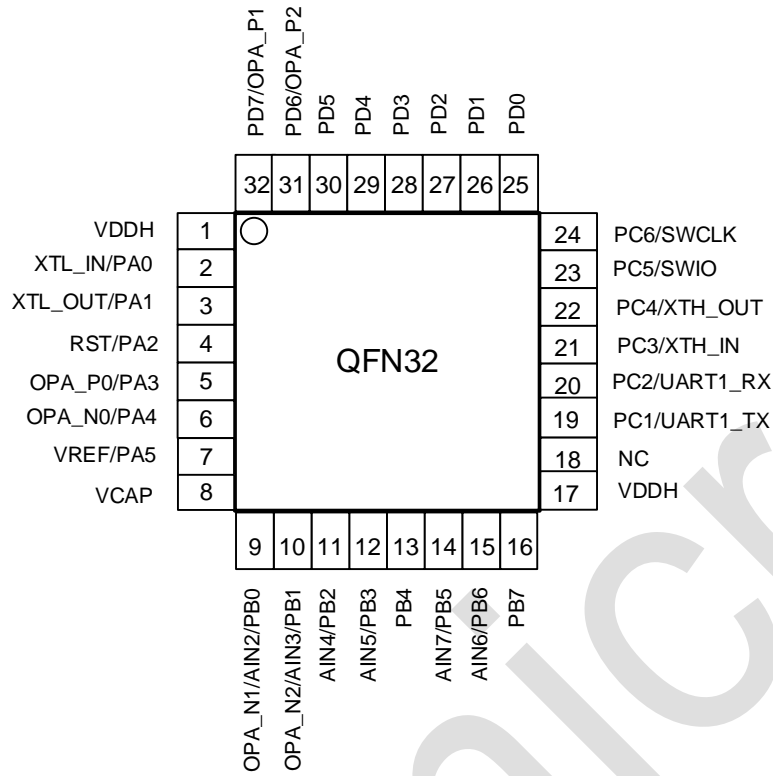 PD7/OPA_P1
PD6/OPA_P2
PD5
PD4
PD3
PD2
PD1
PD0
32 31 30 29 28 27 26 25
VDDH 1
XTL_IN/PA0 2
XTL_OUT/PA1 3
RST/PA2 4
OPA_P0/PA3 5
OPA_N0/PA4 6
VREF/PA5 7
VCAP 8
QFN32
24 PC6/SWCLK
23 PC5/SWIO
22 PC4/XTH_OUT
21 PC3/XTH_IN
20 PC2/UART1_RX
19 PC1/UART1_TX
18 NC
17 VDDH
9 10 11 12 13 14 15 16
OPA_N1/AIN2/PB0
OPA_N2/AIN3/PB1
AIN4/PB2
AIN5/PB3
PB4
AIN7/PB5
AIN6/PB6
PB7
micr